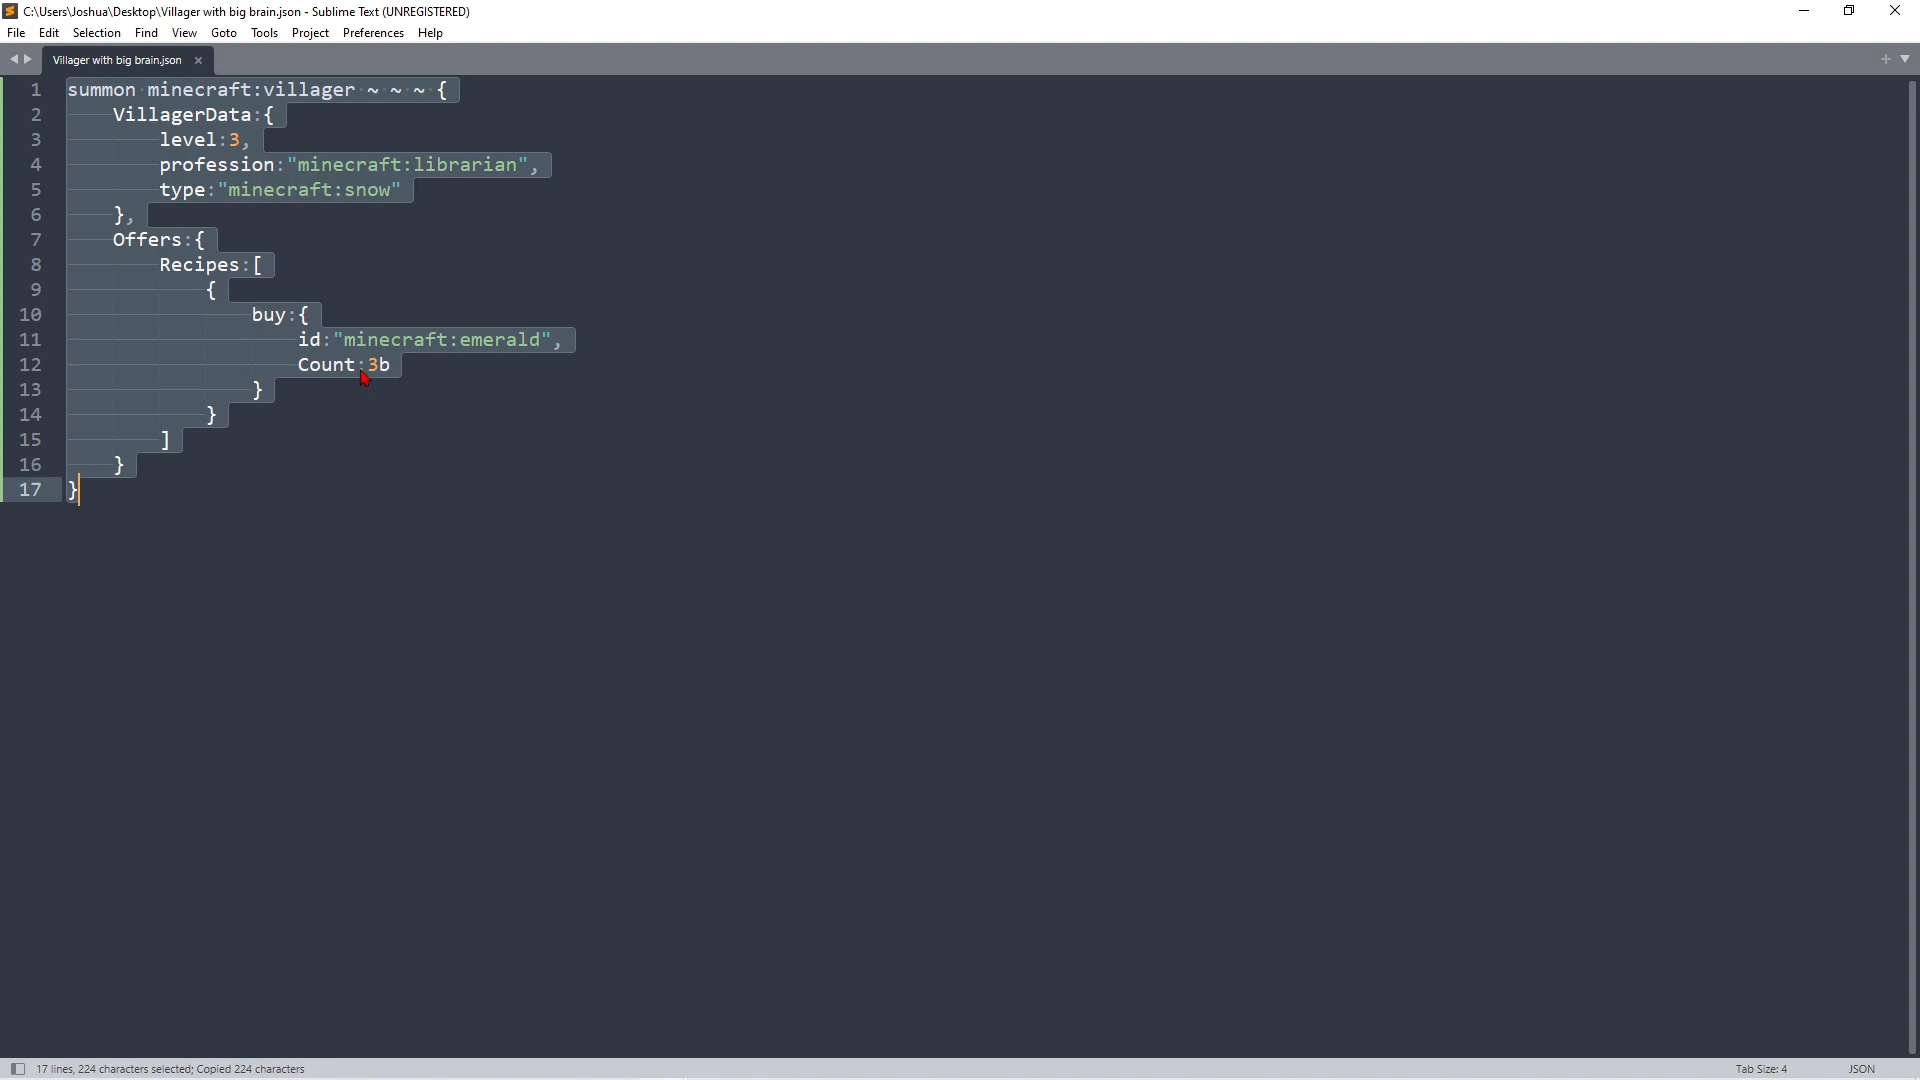 C:\Users\Joshua\Desktop\Villager with big brain.json - Sublime Text (UNREGISTERED)
File Edit Selection Find View Goto Tools Project Preferences Help
Villager with big brain.json ×
1 summon minecraft:villager ~ ~ ~ {
2 VillagerData:{
3 level:3,
4 profession:"minecraft:librarian",
5 type:"minecraft:snow"
6 },
7 Offers:{
8 Recipes:[
9 {
10 buy:{
11 id:"minecraft:emerald",
12 Count:3b
13 }
14 }
15 ]
16 }
17 }
17 lines, 224 characters selected; Copied 224 characters Tab Size: 4 JSON